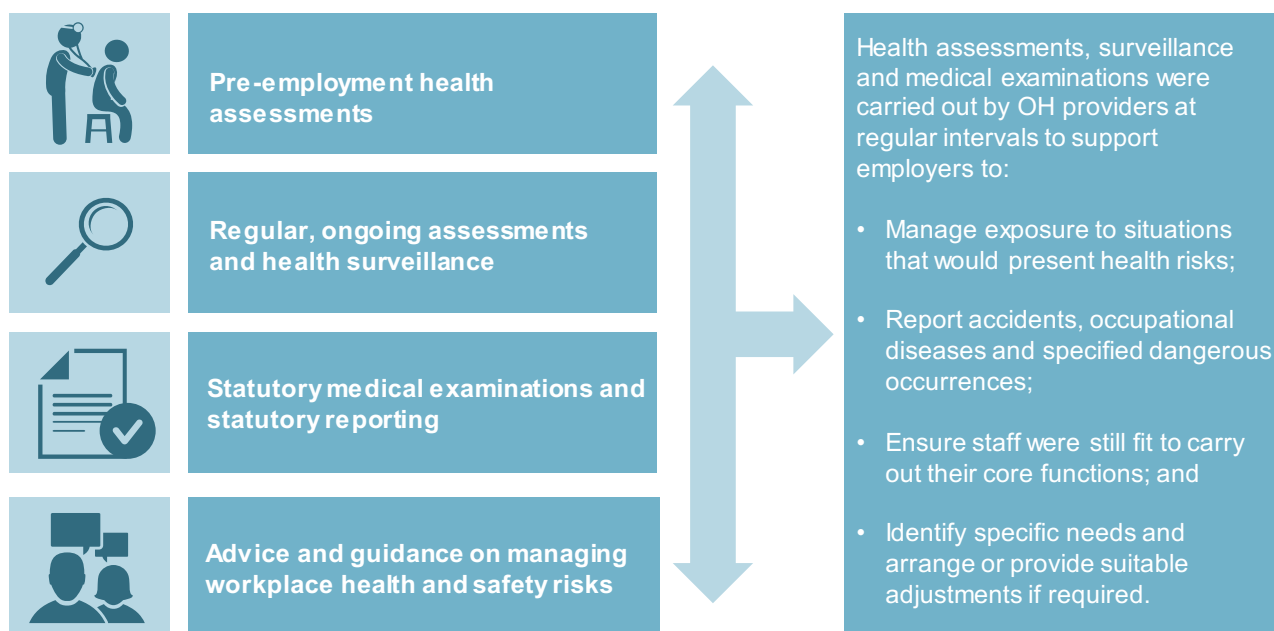 Pre-employment health
assessments
Regular, ongoing assessments
and health surveillance
Statutory medical examinations and
statutory reporting
Advice and guidance on managing
workplace health and safety risks
Health assessments, surveillance
and medical examinations were
carried out by OH providers at
regular intervals to support
employers to:
• Manage exposure to situations
that would present health risks;
• Report accidents, occupational
diseases and specified dangerous
occurrences;
• Ensure staff were still fit to carry
out their core functions; and
• Identify specific needs and
arrange or provide suitable
adjustments if required.